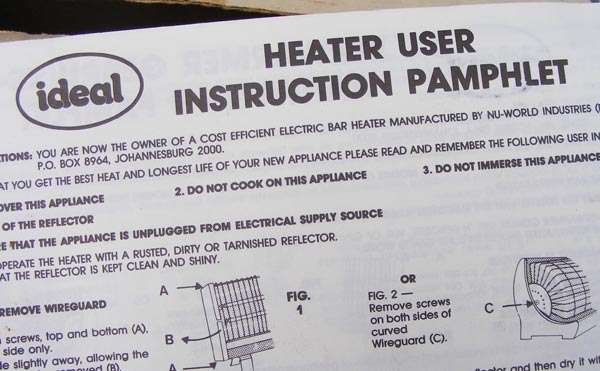 ideal
HEATER USER
INSTRUCTION PAMPHLET
TIONS: YOU ARE NOW THE OWNER OF A COST EFFICIENT ELECTRIC BAR HEATER MANUFACTURED BY NU-WORLD INDUSTRIES (
P.O. BOX 8964, JOHANNESBURG 2000.
AT YOU GET THE BEST HEAT AND LONGEST LIFE OF YOUR NEW APPLIANCE PLEASE READ AND REMEMBER THE FOLLOWING USER IN
OVER THIS APPLIANCE 2. DO NOT COOK ON THIS APPLIANCE 3. DO NOT IMMERSE THIS APPLIANCE
OF THE REFLECTOR
RE THAT THE APPLIANCE IS UNPLUGGED FROM ELECTRICAL SUPPLY SOURCE
OPERATE THE HEATER WITH A RUSTED, DIRTY OR TARNISHED REFLECTOR.
AT THE REFLECTOR IS KEPT CLEAN AND SHINY.
REMOVE WIREGUARD
screws, top and bottom (A),
side only.
de slightly away, allowing the
moved (B).
A
B
A
FIG.
1
OR
FIG. 2 —
Remove screws
on both sides of
curved
Wireguard (C).
C
flector and then dry it with